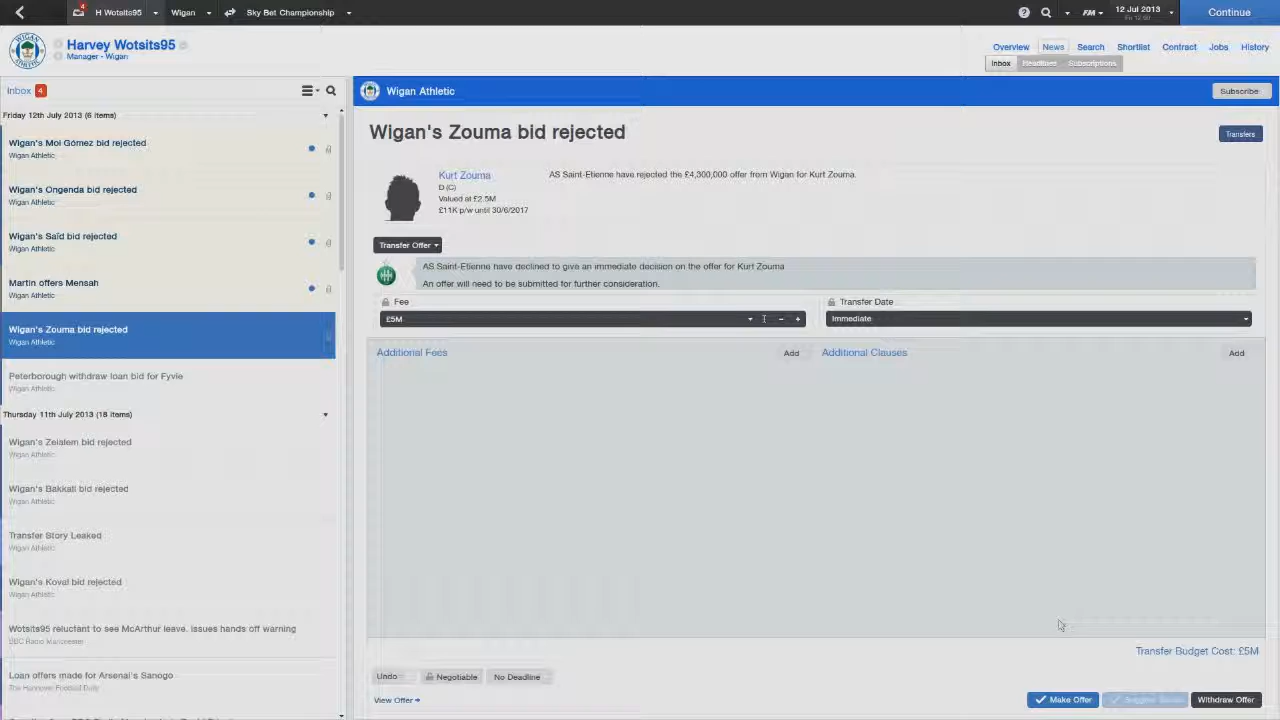 4
H Wotsits95
Wigan
Sky Bet Championship
FM
12 Jul 2013
Fri 12:00
Continue
Harvey Wotsits95
Manager - Wigan
Overview
News
Search
Shortlist
Contract
Jobs
History
Inbox
Headlines
Subscriptions
Inbox 4
Friday 12th July 2013 (6 items)
Wigan's Moi Gómez bid rejected
Wigan Athletic
Wigan's Ongenda bid rejected
Wigan Athletic
Wigan's Saïd bid rejected
Wigan Athletic
Martin offers Mensah
Wigan Athletic
Wigan's Zouma bid rejected
Wigan Athletic
Peterborough withdraw loan bid for Fyvie
Wigan Athletic
Thursday 11th July 2013 (18 items)
Wigan's Zelalem bid rejected
Wigan Athletic
Wigan's Bakkali bid rejected
Wigan Athletic
Transfer Story Leaked
Wigan Athletic
Wigan's Koval bid rejected
Wigan Athletic
Wotsits95 reluctant to see McArthur leave, issues hands off warning
BBC Radio Manchester
Loan offers made for Arsenal's Sanogo
The Hannover Football Daily
Wigan Athletic
Subscribe
Wigan's Zouma bid rejected
Transfers
Kurt Zouma
D (C)
Valued at £2.5M
£11K p/w until 30/6/2017
AS Saint-Etienne have rejected the £4,300,000 offer from Wigan for Kurt Zouma.
Transfer Offer
AS Saint-Etienne have declined to give an immediate decision on the offer for Kurt Zouma
An offer will need to be submitted for further consideration.
Fee
£5M
Transfer Date
Immediate
Additional Fees
Add
Additional Clauses
Add
Transfer Budget Cost: £5M
Undo
Negotiable
No Deadline
View Offer
Make Offer
Withdraw Offer